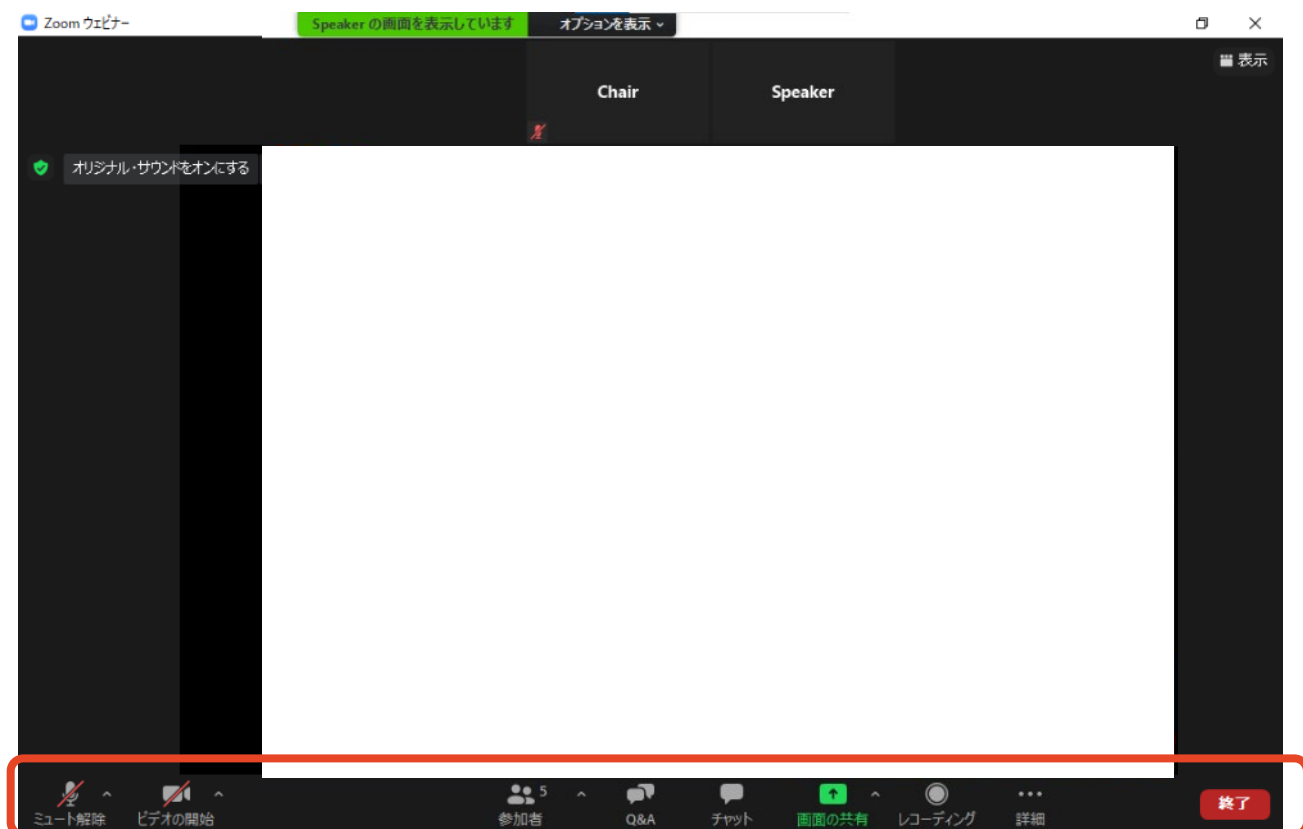 Zoom ウェビナー
Speaker の画面を表示しています
オプションを表示
表示
Chair
Speaker
オリジナル・サウンドをオンにする
5
ミュート解除
ビデオの開始
参加者
Q&A
チャット
画面の共有
レコーディング
詳細
終了